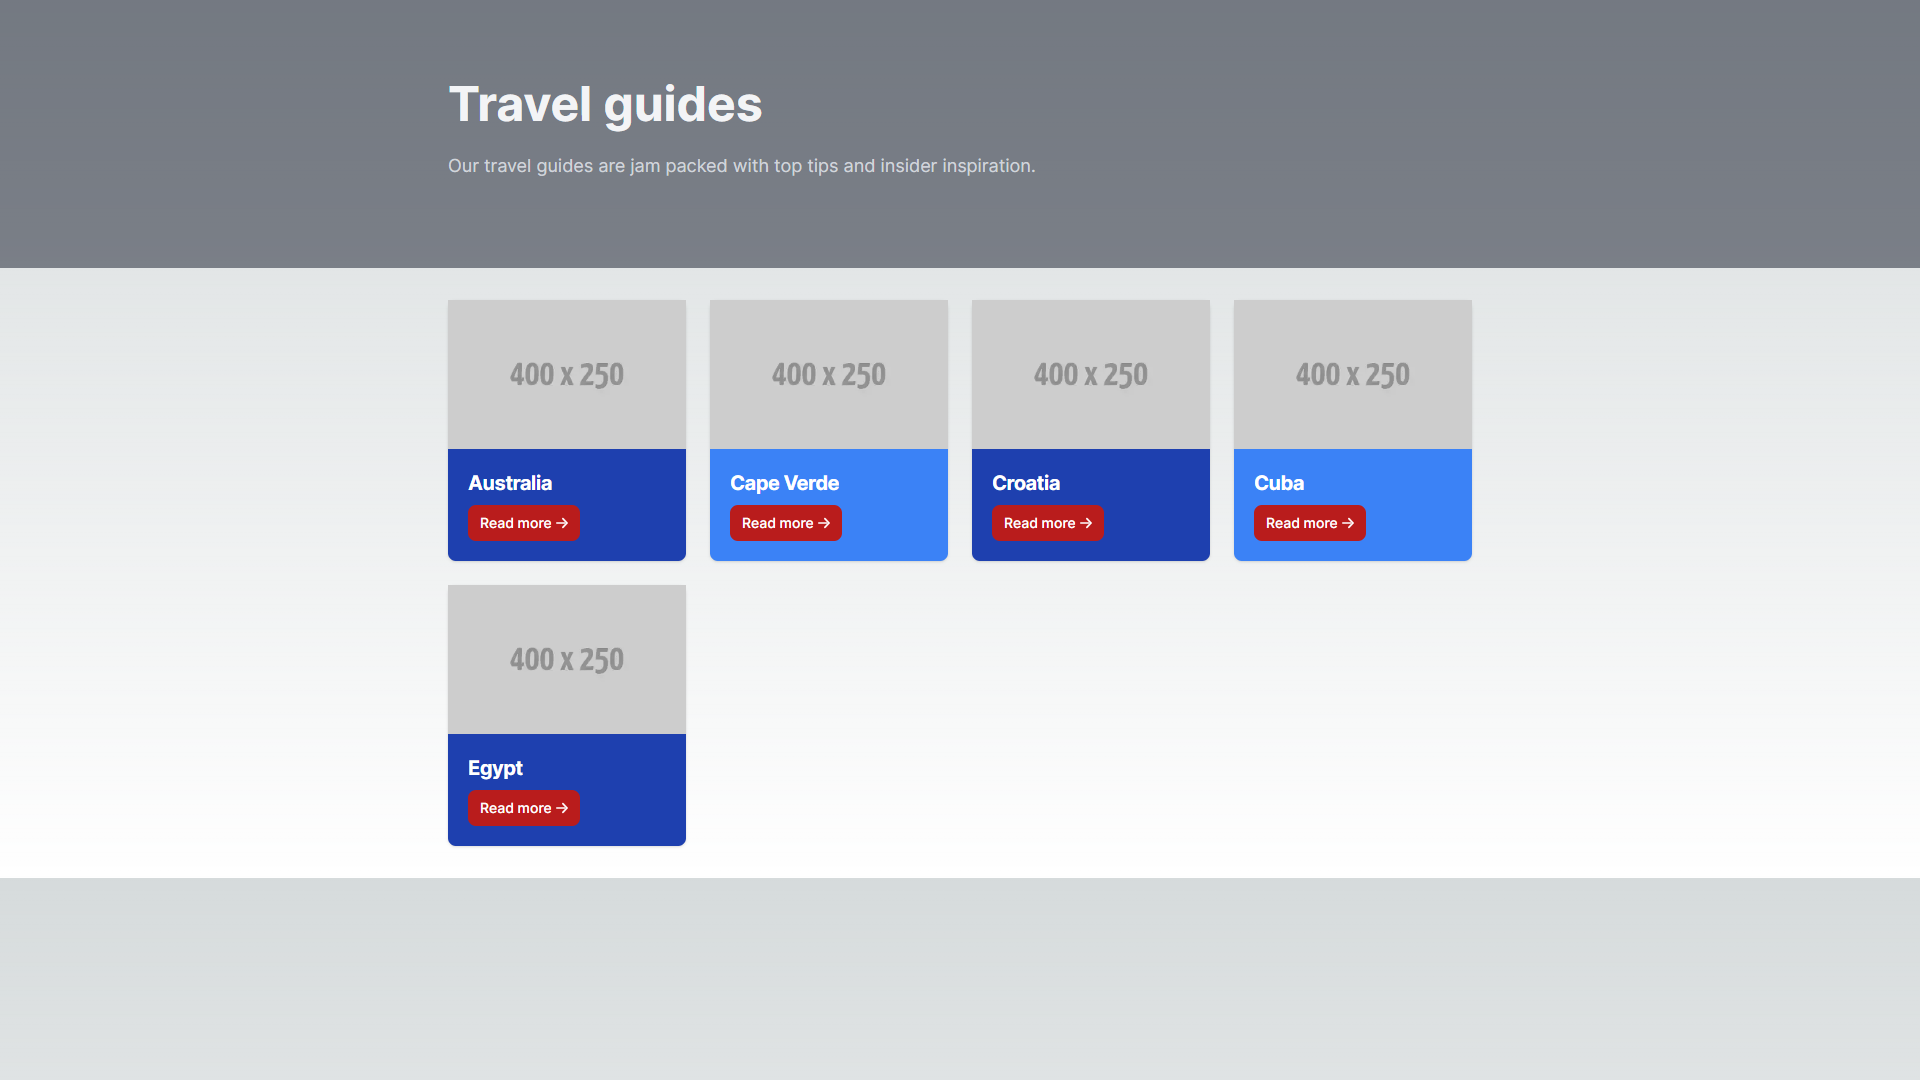 Travel guides
Our travel guides are jam packed with top tips and insider inspiration.
400 x 250
400 x 250
400 x 250
400 x 250
Australia
Cape Verde
Croatia
Cuba
Read more →
Read more →
Read more →
Read more →
400 x 250
Egypt
Read more →